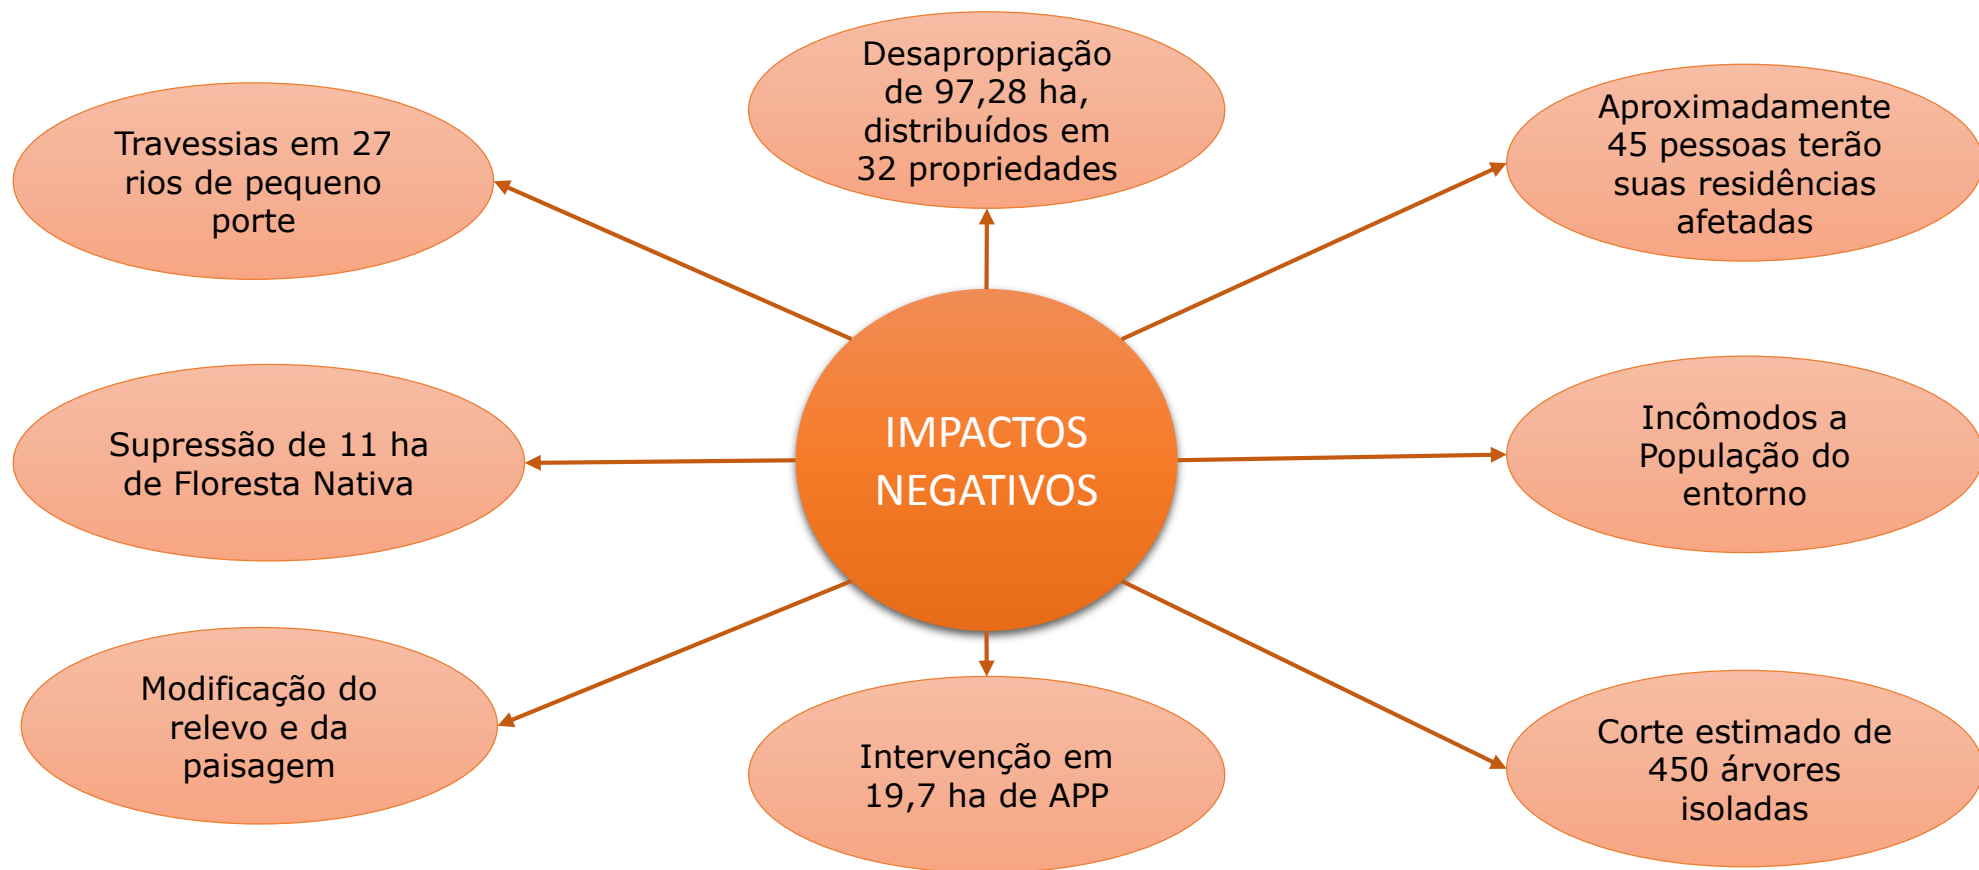 Desapropriação
de 97,28 ha,
distribuídos em
32 propriedades
Travessias em 27
rios de pequeno
porte
Aproximadamente
45 pessoas terão
suas residências
afetadas
IMPACTOS
NEGATIVOS
Supressão de 11 ha
de Floresta Nativa
Incômodos a
População do
entorno
Modificação do
relevo e da
paisagem
Intervenção em
19,7 ha de APP
Corte estimado de
450 árvores
isoladas